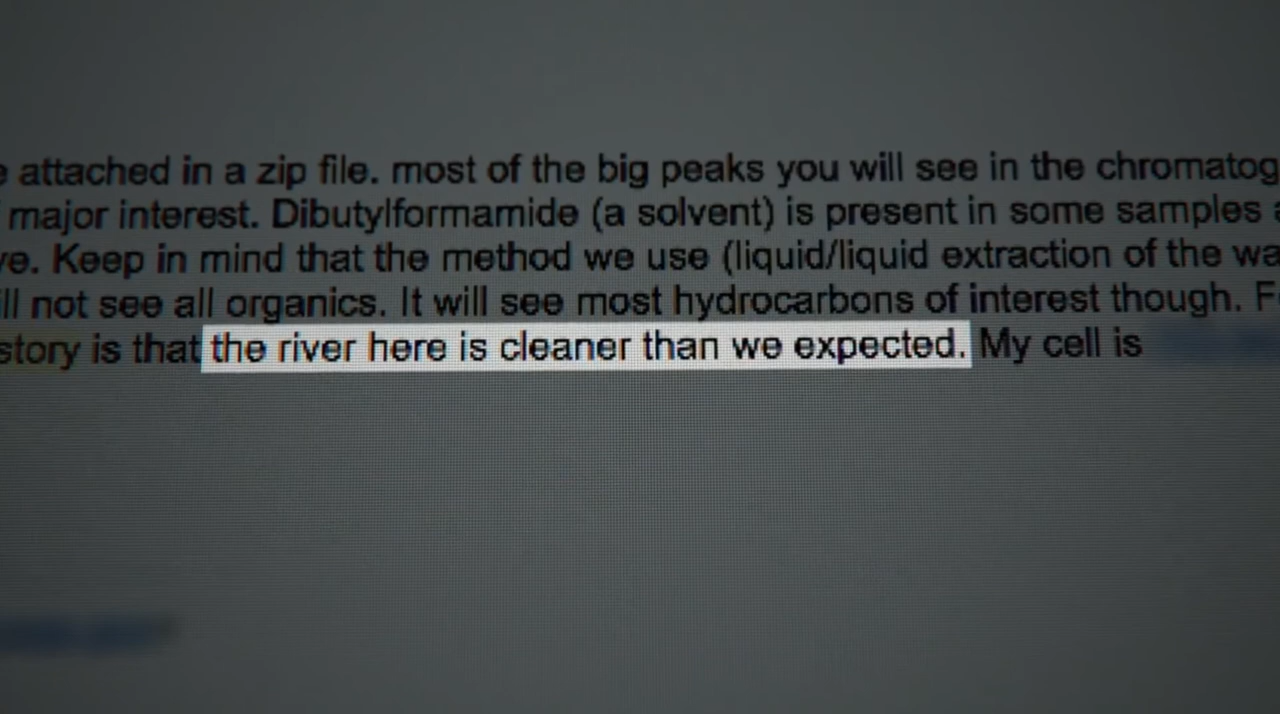 attached in a zip file. most of the big peaks you will see in the chromatog
major interest. Dibutylformamide (a solvent) is present in some samples
ve. Keep in mind that the method we use (liquid/liquid extraction of the wa
ill not see all organics. It will see most hydrocarbons of interest though. F
story is that the river here is cleaner than we expected. My cell is